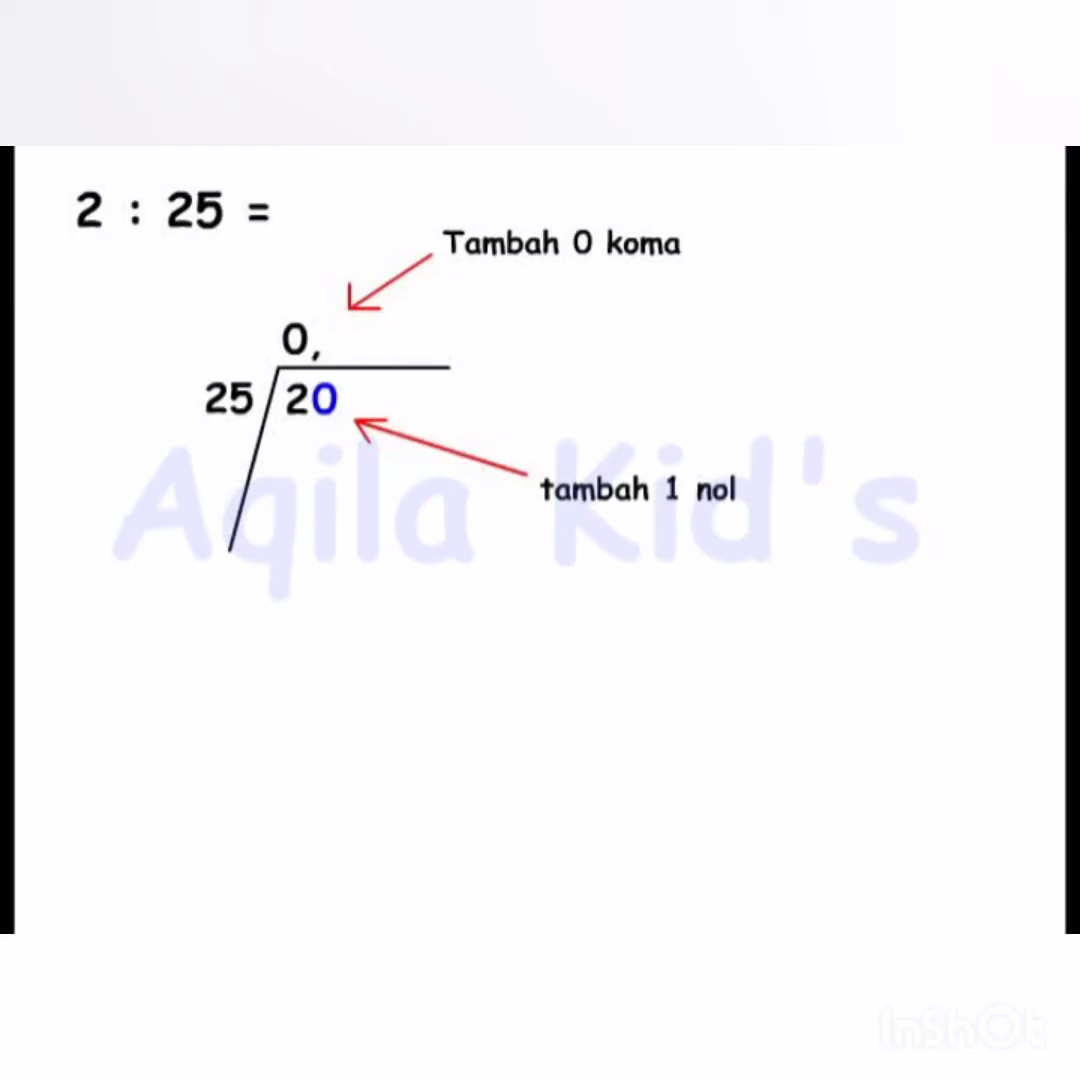 2 : 25 =
Tambah 0 koma
0,
25 20
tambah 1 nol
Aqila Kid's
InShOt